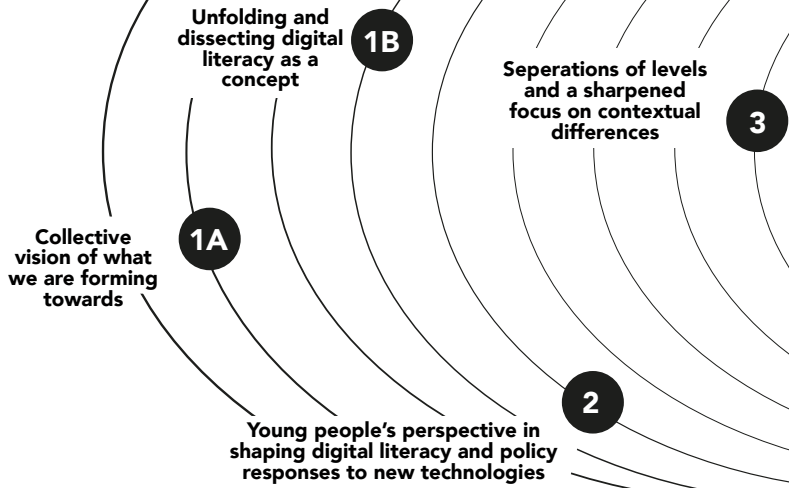 Unfolding and
dissecting digital
literacy as a
concept
1B
Seperations of levels
and a sharpened
focus on contextual
differences
3
1A
Collective
vision of what
we are forming
towards
2
Young people’s perspective in
shaping digital literacy and policy
responses to new technologies